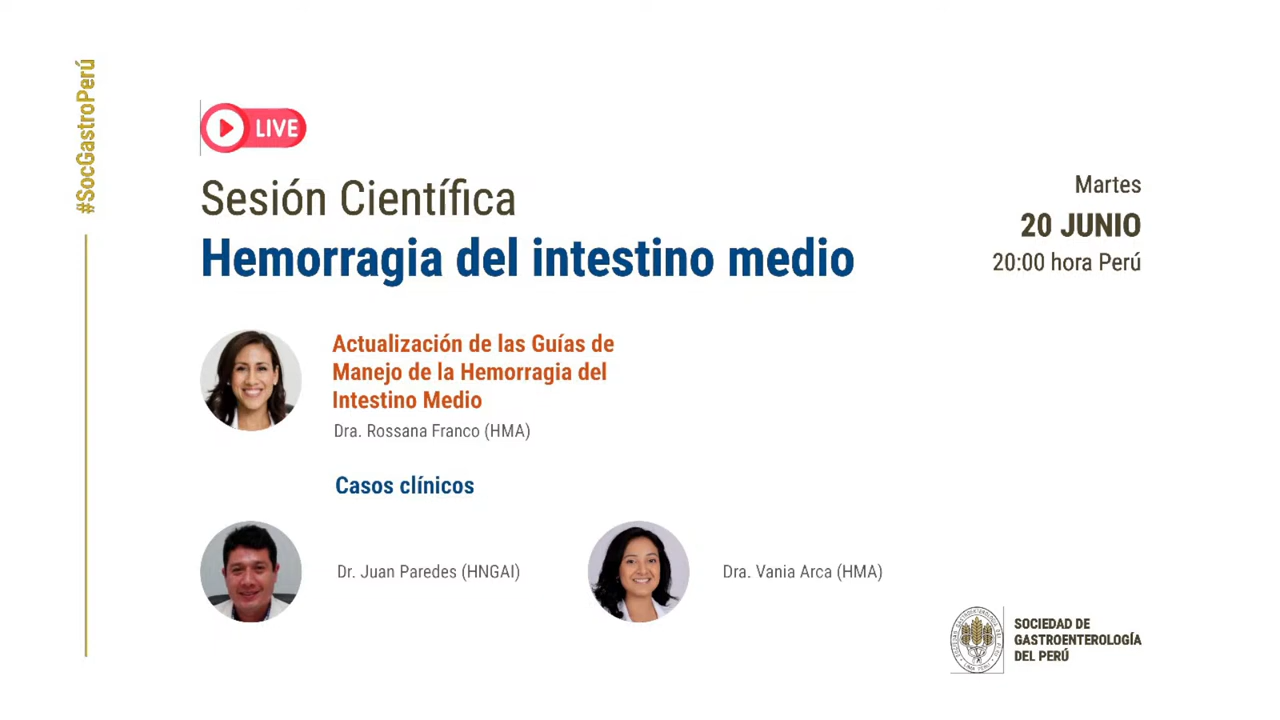 #SocGastroPerú
LIVE
Sesión Científica
Hemorragia del intestino medio
Martes
20 JUNIO
20:00 hora Perú
Actualización de las Guías de
Manejo de la Hemorragia del
Intestino Medio
Dra. Rossana Franco (HMA)
Casos clínicos
Dr. Juan Paredes (HNGAI)
Dra. Vania Arca (HMA)
SOCIEDAD DE
GASTROENTEROLOGÍA
DEL PERÚ